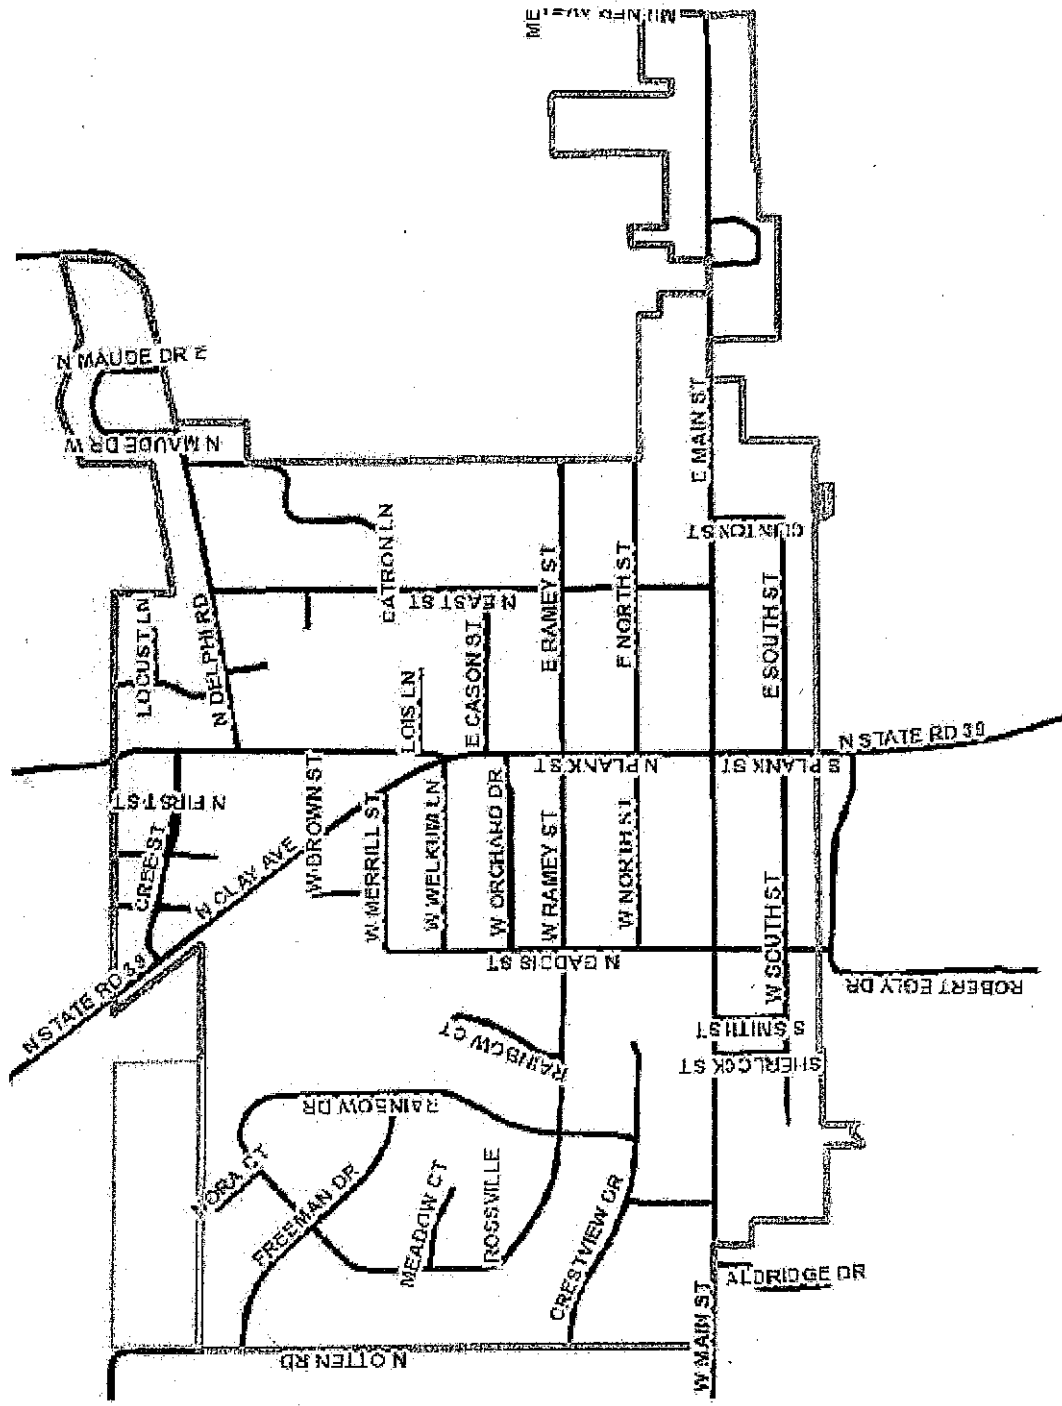 MILNER AVE
N MAUDE DR E
N MAUDE DR W
E MAIN ST
CLINTON ST
CATRON LN
N EAST ST
E RAMEY ST
E NORTH ST
E SOUTH ST
LOCUST LN
N DELPHI RD
LOIS LN
E CASON ST
N STATE RD 39
N PLANK ST
S PLANK ST
N FIRST ST
CREE ST
N CLAY AVE
W BROWN ST
W MERRILL ST
W WELKUM LN
W ORCHARD DR
W RAMEY ST
W NORTH ST
W SOUTH ST
N STATE RD 39
N GADDIS ST
ROBERT EGLY DR
S SMITH ST
SHERLOCK ST
RAINBOW CT
RAINBOW DR
NORA CT
FREEMAN DR
MEADOW CT
ROSSVILLE
CRESTVIEW DR
ALDRIDGE DR
W MAIN ST
N OTTEN RD